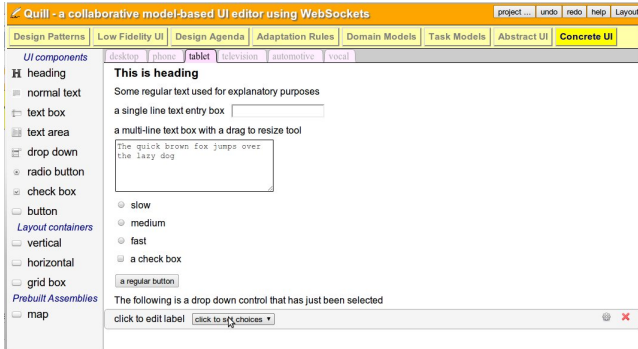 Quill - a collaborative model-based UI editor using WebSockets
project ... undo redo help Layout
Design Patterns Low Fidelity UI Design Agenda Adaptation Rules Domain Models Task Models Abstract UI Concrete UI
UI components
desktop phone tablet television automotive vocal
heading
This is heading
normal text
Some regular text used for explanatory purposes
text box
a single line text entry box
text area
a multi-line text box with a drag to resize tool
drop down
The quick brown fox jumps over
the lazy dog
radio button
check box
slow
button
medium
Layout containers
vertical
fast
horizontal
a check box
grid box
a regular button
Prebuilt Assemblies
The following is a drop down control that has just been selected
map
click to edit label click to set choices